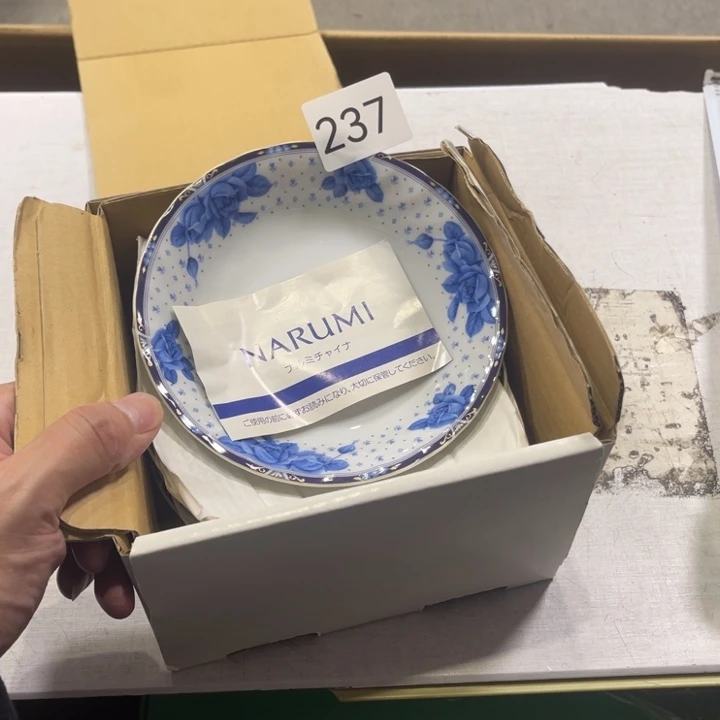 237
NARUMI
ナルミチャイナ
ご使用の前に必ずお読みになり、大切に保管してください。